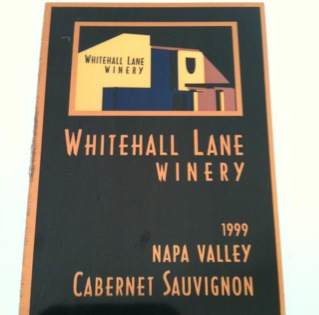 WHITEHALL LANE
WINERY
WHITEHALL LANE
WINERY
1999
NAPA VALLEY
CABERNET SAUVIGNON